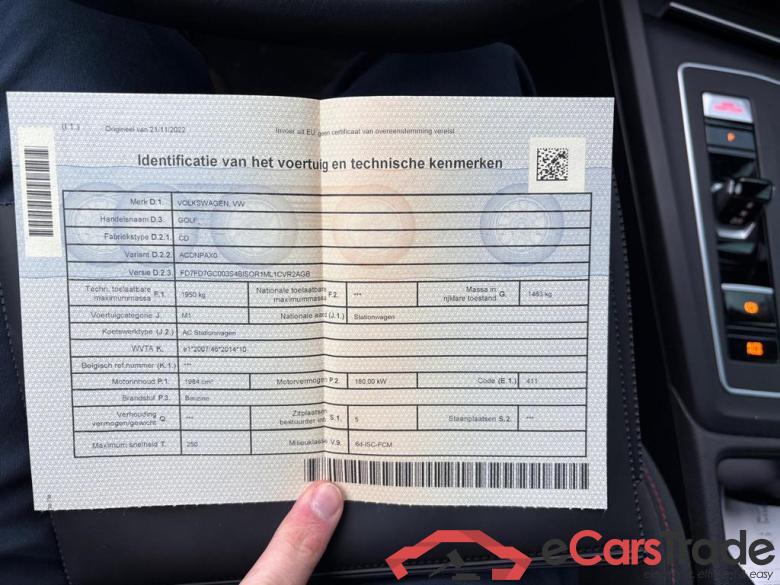 (I.1.) Origineel van 21/11/2022 Invoer uit EU: geen certificaat van overeenstemming vereist.
Identificatie van het voertuig en technische kenmerken
Merk D.1. VOLKSWAGEN, VW
Handelsnaam D.3. GOLF
Fabriekstype D.2.1. CD
Variant D.2.2. ACDNPAX0
Versie D.2.3. FD7FD7GC003S4BISOR1ML1CVR2AGB
Techn. toelaatbare maximummassa F.1. 1950 kg Nationale toelaatbare maximummassa F.2. *** Massa in rijklare toestand G. 1463 kg
Voertuigcategorie J. M1 Nationale aard (J.1.) Stationwagen
Koetswerktype (J.2.) AC Stationwagen
WVTA K. e1*2007/46*2014*10
Belgisch ref.nummer (K.1.) ***
Motorinhoud P.1. 1984 cm³ Motorvermogen P.2. 180,00 kW Code (E.1.) 411
Brandstof P.3. Benzine
Verhouding vermogen/gewicht Q. *** Zitplaatsen bestuurder inb. S.1. 5 Staanplaatsen S.2. ***
Maximum snelheid T. 250 Milieuklasse V.9. 6d-ISC-FCM
P
eCarsTrade
easy